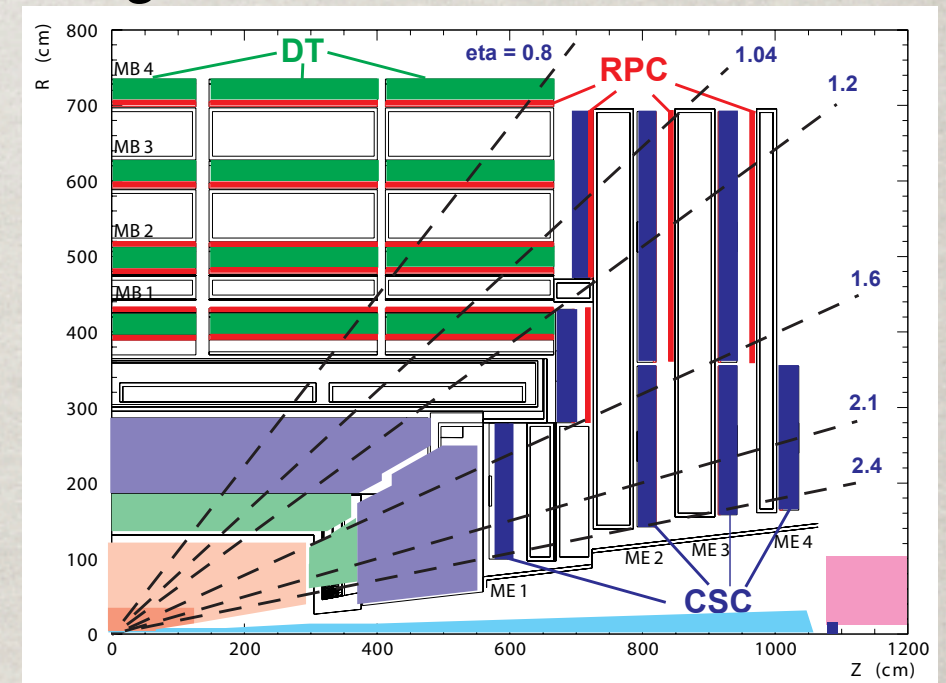 R (cm)
800
700
600
500
400
300
200
100
0
MB 4
MB 3
MB 2
MB 1
DT
eta = 0.8
RPC
1.04
1.2
1.6
2.1
2.4
ME 1
ME 2
ME 3
ME 4
CSC
0
200
400
600
800
1000
1200
Z (cm)